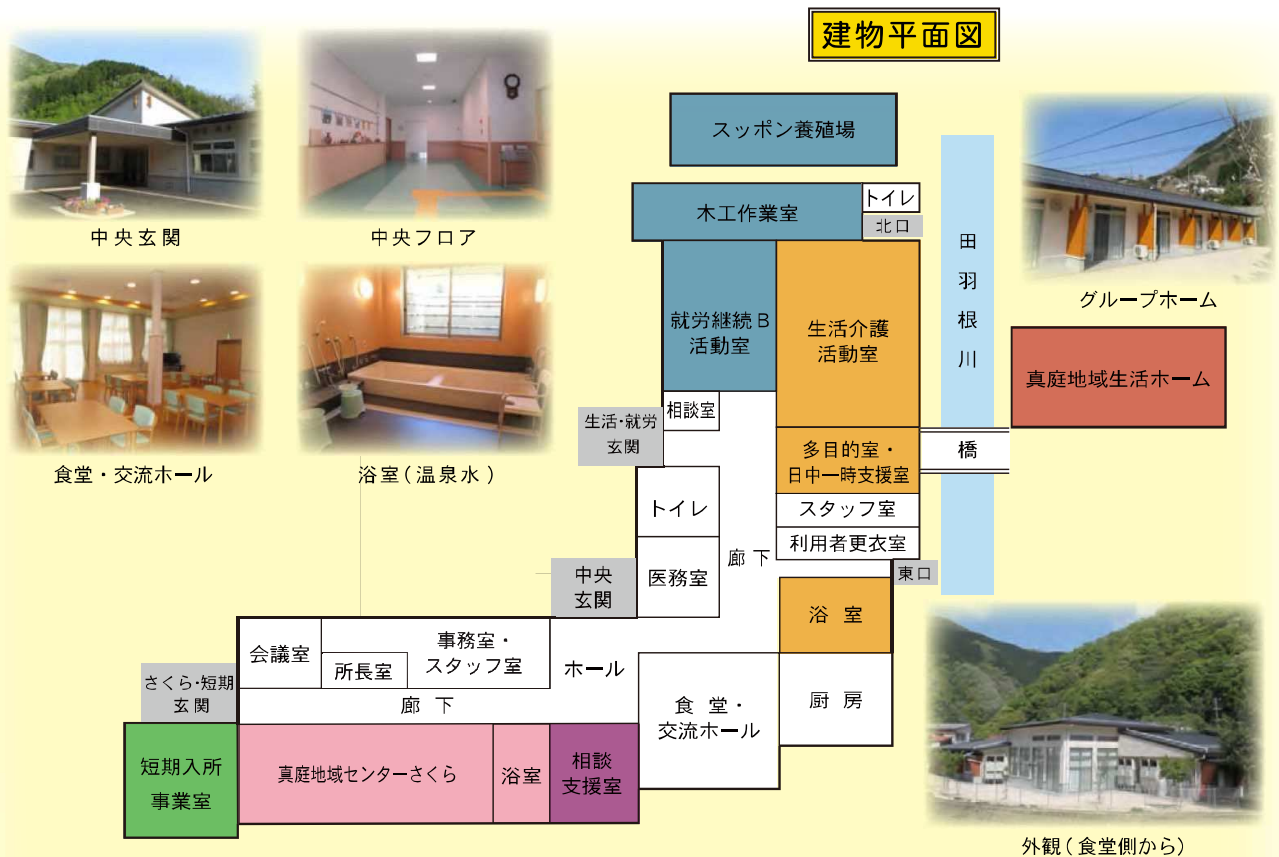 建物平面図
中央玄関
中央フロア
食堂・交流ホール
浴室(温泉水)
スッポン養殖場
木工作業室
トイレ
北口
田羽根川
グループホーム
就労継続B
活動室
生活介護
活動室
真庭地域生活ホーム
相談室
生活・就労
玄関
多目的室・
日中一時支援室
橋
トイレ
スタッフ室
利用者更衣室
廊下
中央
玄関
医務室
東口
浴室
会議室
事務室・
スタッフ室
所長室
ホール
さくら・短期
玄関
廊下
食堂・
交流ホール
厨房
短期入所
事業室
真庭地域センターさくら
浴室
相談
支援室
外観(食堂側から)